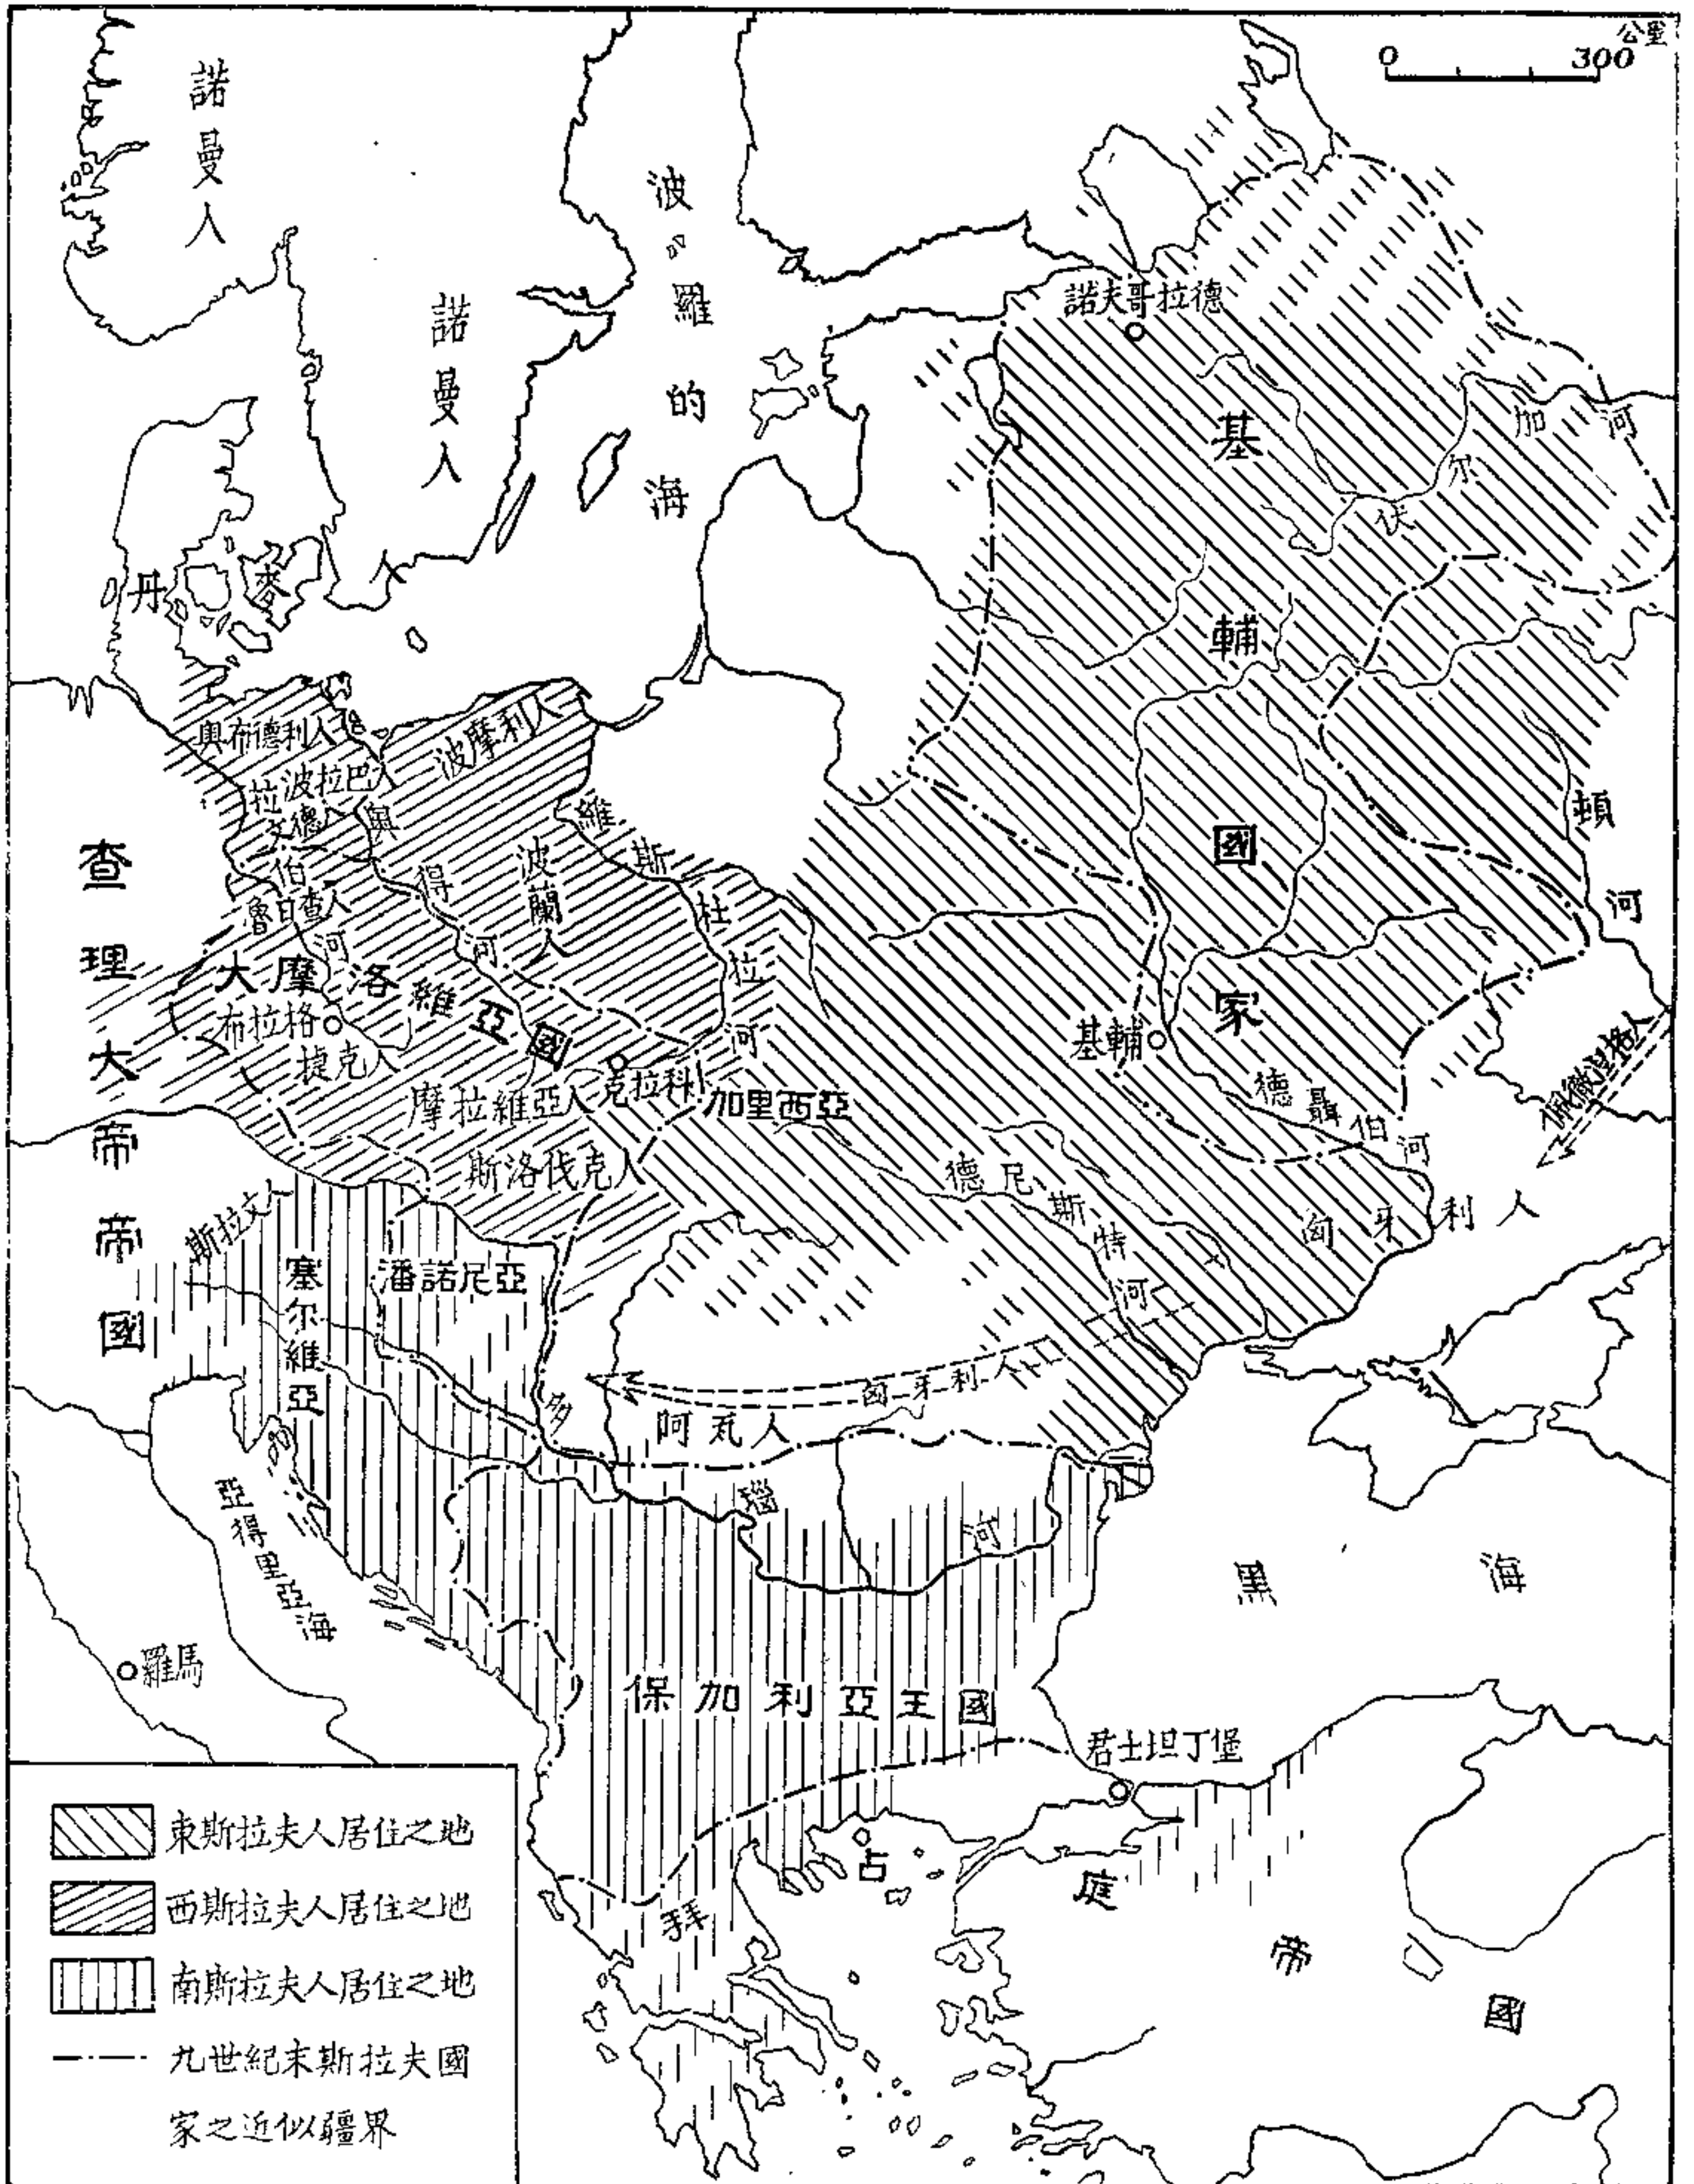 公里
0 300
諾曼人
諾曼人
波羅的海
諾夫哥拉德
丹麥人
伏尔加河
基輔國家
奧布德利人
波摩利人
拉波拉巴人
文德人
奧得河
伯河
魯日查人
波蘭人
維斯杜拉河
頓河
查理大帝帝國
大摩洛維亞國
布拉格
捷克人
克拉科
摩拉維亞人
加里西亞
斯洛伐克人
基輔
德聶伯河
佩徹涅格人
德尼斯特河
匈牙利人
斯拉文人
塞尔維亞
潘諾尼亞
匈牙利人
阿瓦人
多瑙河
亞得里亞海
羅馬
黑海
保加利亞王國
君士坦丁堡
拜占庭帝國
東斯拉夫人居住之地
西斯拉夫人居住之地
南斯拉夫人居住之地
九世紀末斯拉夫國
家之近似疆界